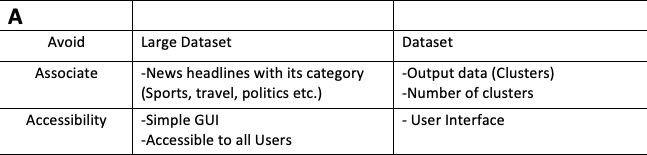 A
Avoid Large Dataset Dataset
Associate -News headlines with its category -Output data (Clusters)
(Sports, travel, politics etc.) -Number of clusters
Accessibility -Simple GUI - User Interface
-Accessible to all Users